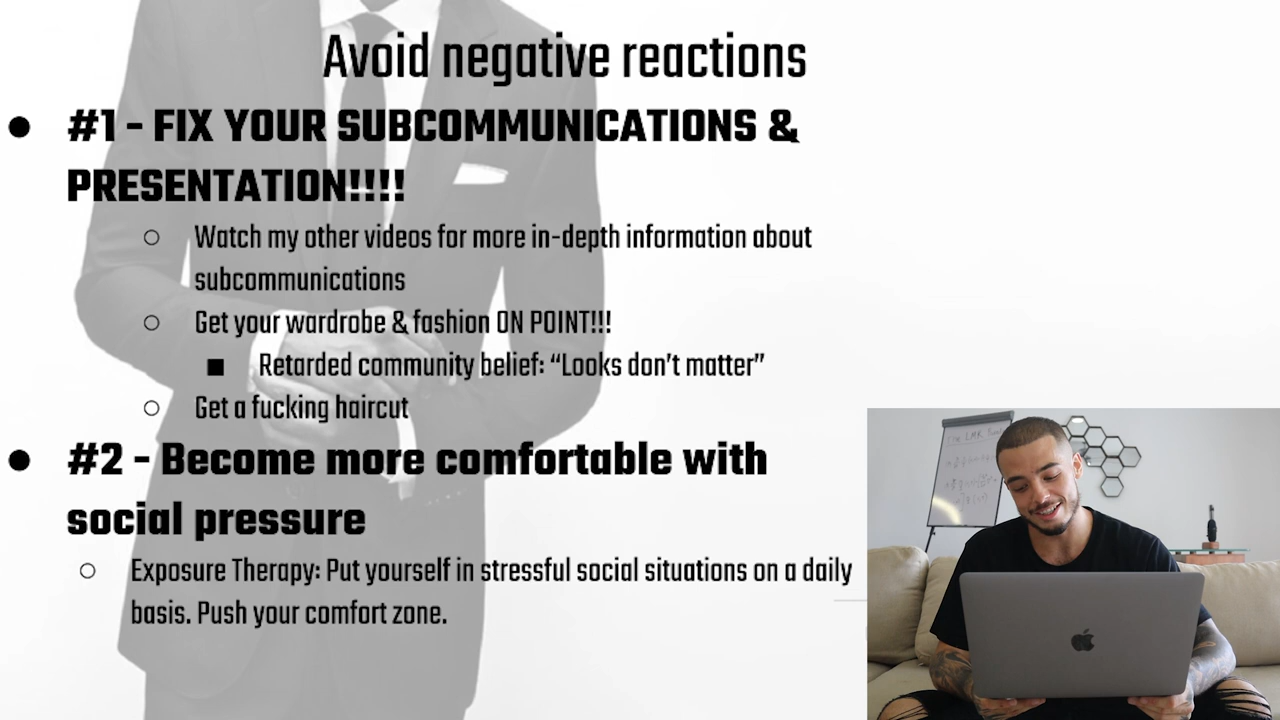 Avoid negative reactions
● #1 - FIX YOUR SUBCOMMUNICATIONS &
PRESENTATION!!!!
○ Watch my other videos for more in-depth information about
subcommunications
○ Get your wardrobe & fashion ON POINT!!!
■ Retarded community belief: “Looks don’t matter”
○ Get a fucking haircut
● #2 - Become more comfortable with
social pressure
○ Exposure Therapy: Put yourself in stressful social situations on a daily
basis. Push your comfort zone.